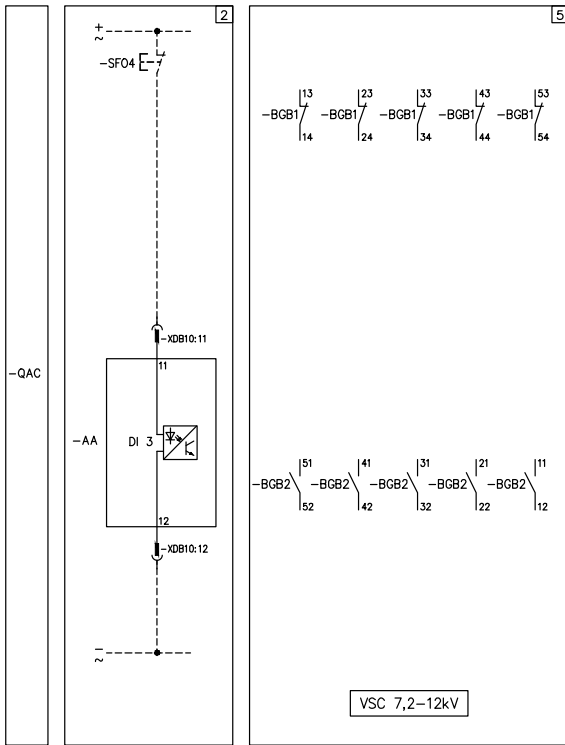 2
5
+
~
-SFO4
13 23 33 43 53
-BGB1 -BGB1 -BGB1 -BGB1 -BGB1
14 24 34 44 54
-XDB10:11
11
-QAC
-AA
DI 3
12
-XDB10:12
51 41 31 21 11
-BGB2 -BGB2 -BGB2 -BGB2 -BGB2
52 42 32 22 12
-
~
VSC 7,2-12kV